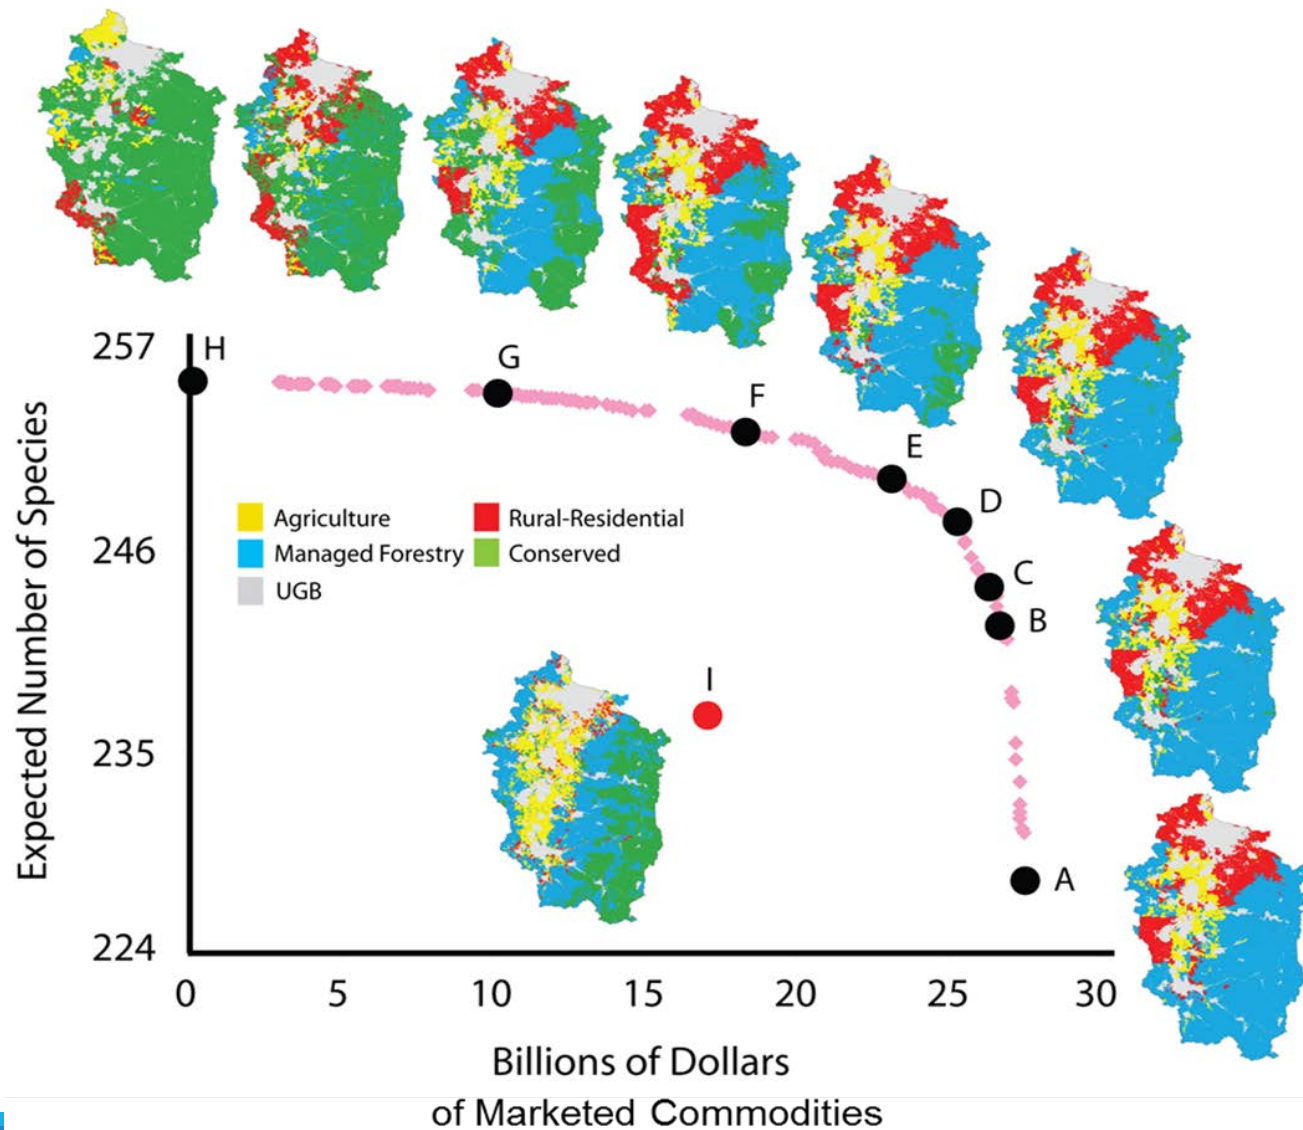 257
H
G
F
E
Expected Number of Species
Agriculture
Rural-Residential
D
246
Managed Forestry
Conserved
C
UGB
B
I
235
A
224
0 5 10 15 20 25 30
Billions of Dollars
of Marketed Commodities